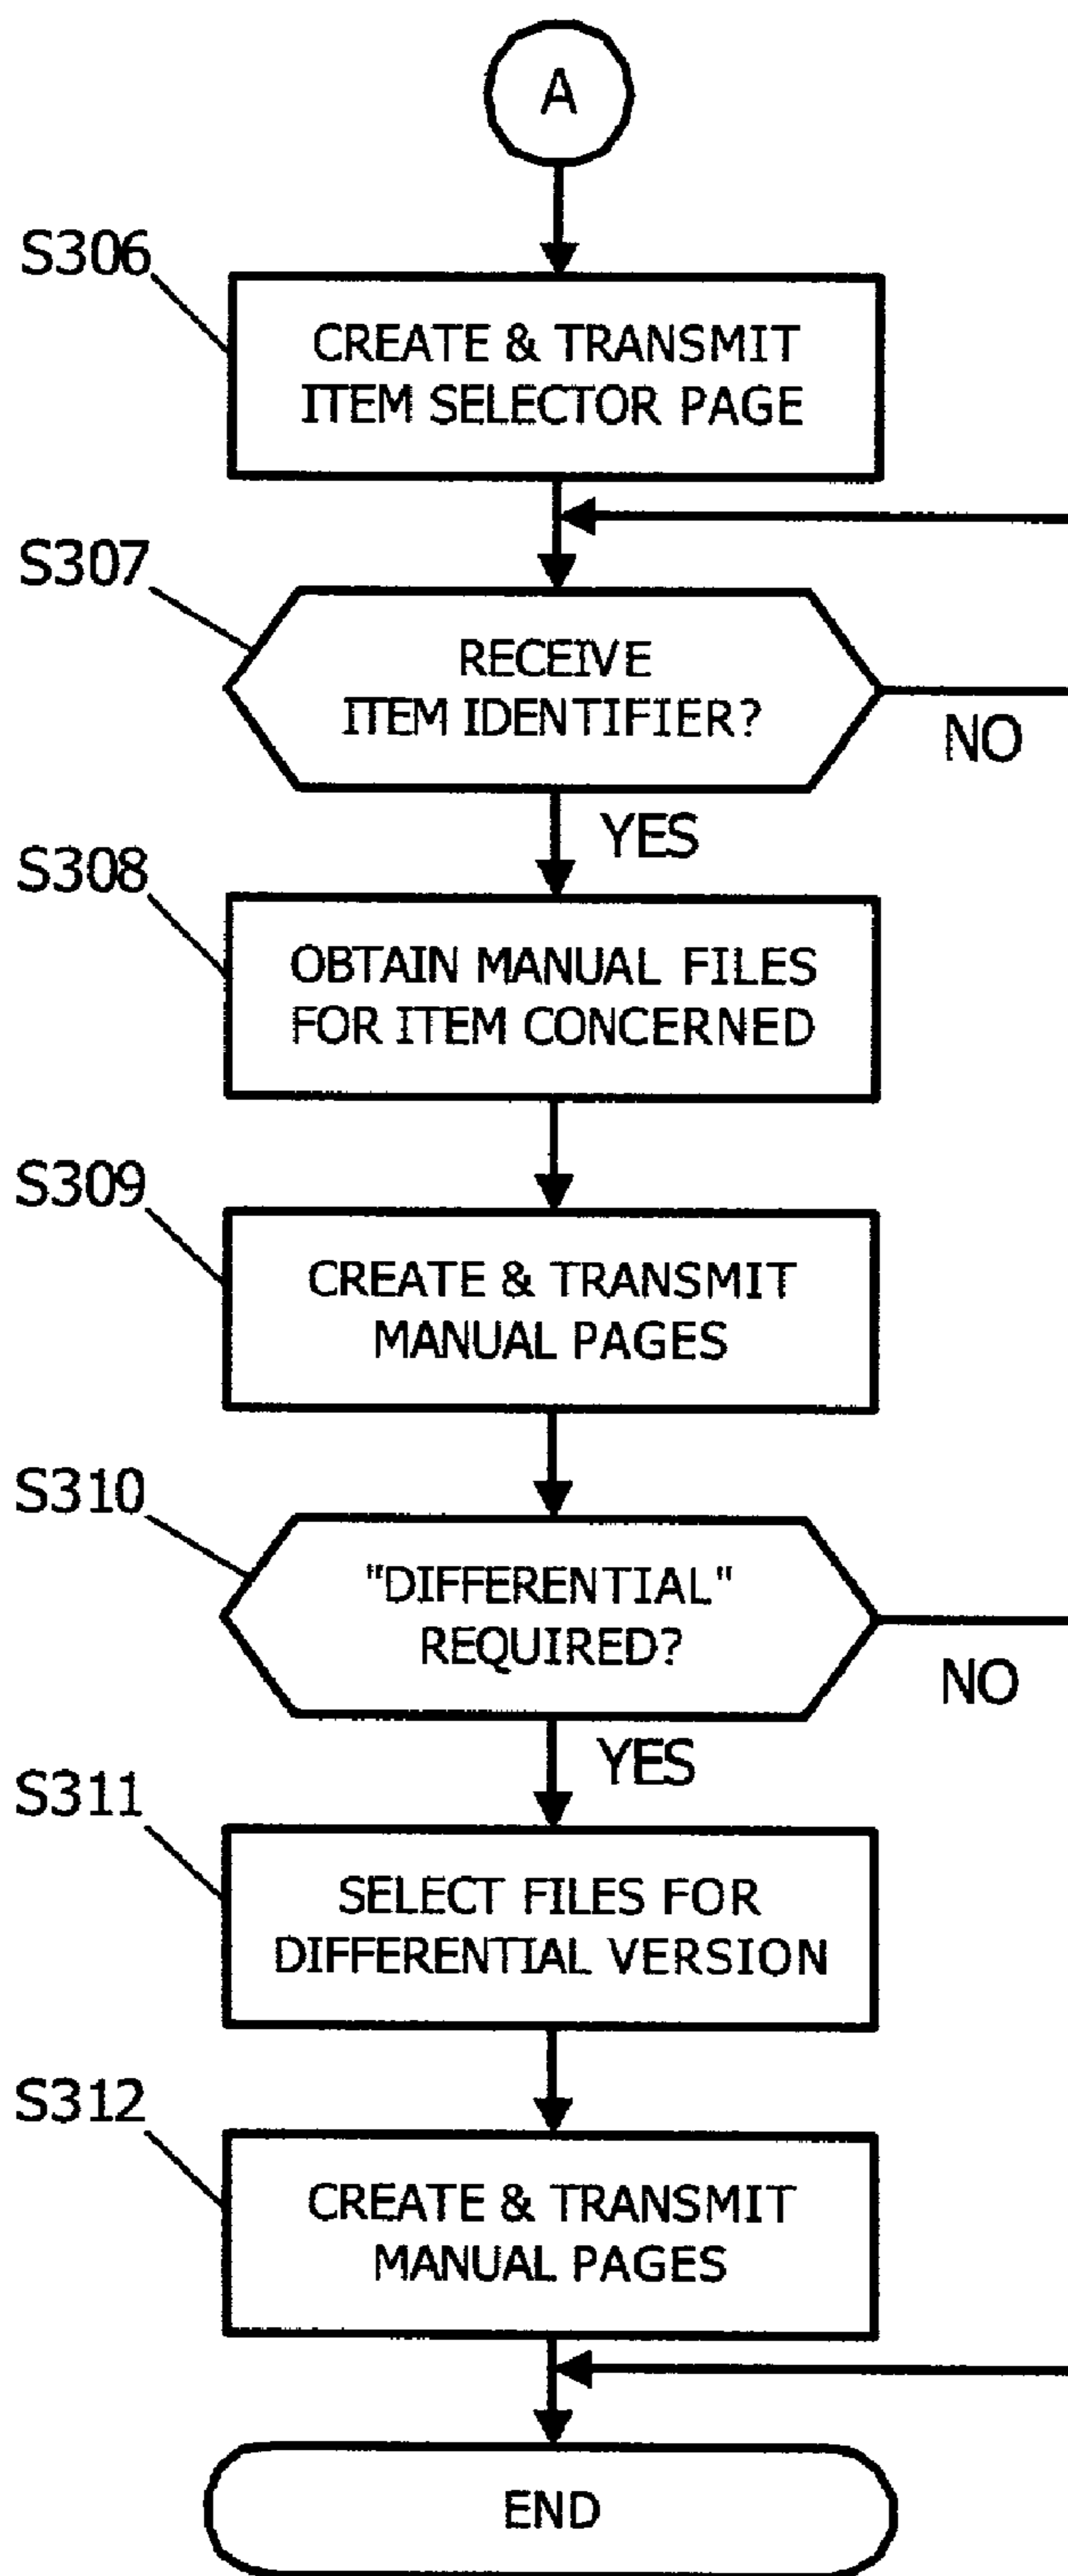 A
S306
CREATE & TRANSMIT
ITEM SELECTOR PAGE
S307
RECEIVE
ITEM IDENTIFIER?
NO
YES
S308
OBTAIN MANUAL FILES
FOR ITEM CONCERNED
S309
CREATE & TRANSMIT
MANUAL PAGES
S310
"DIFFERENTIAL"
REQUIRED?
NO
YES
S311
SELECT FILES FOR
DIFFERENTIAL VERSION
S312
CREATE & TRANSMIT
MANUAL PAGES
END